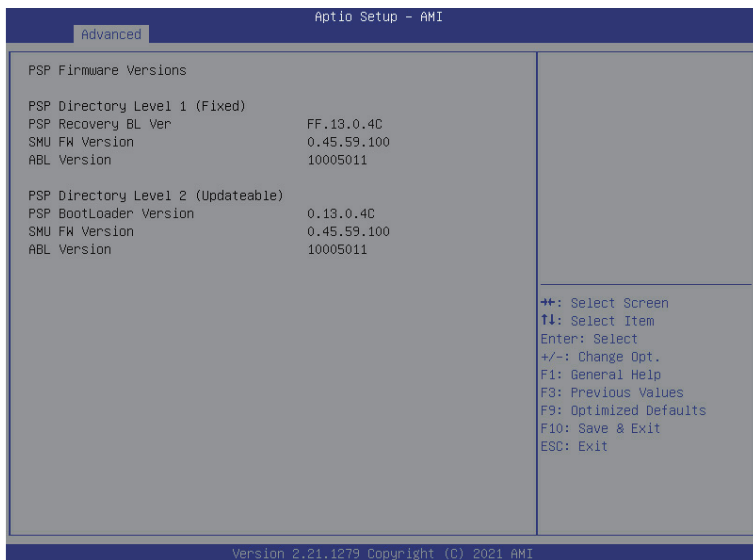 Aptio Setup – AMI
Advanced
PSP Firmware Versions
PSP Directory Level 1 (Fixed)
PSP Recovery BL Ver FF.13.0.4C
SMU FW Version 0.45.59.100
ABL Version 10005011
PSP Directory Level 2 (Updateable)
PSP BootLoader Version 0.13.0.4C
SMU FW Version 0.45.59.100
ABL Version 10005011
→←: Select Screen
↑↓: Select Item
Enter: Select
+/-: Change Opt.
F1: General Help
F3: Previous Values
F9: Optimized Defaults
F10: Save & Exit
ESC: Exit
Version 2.21.1279 Copyright (C) 2021 AMI